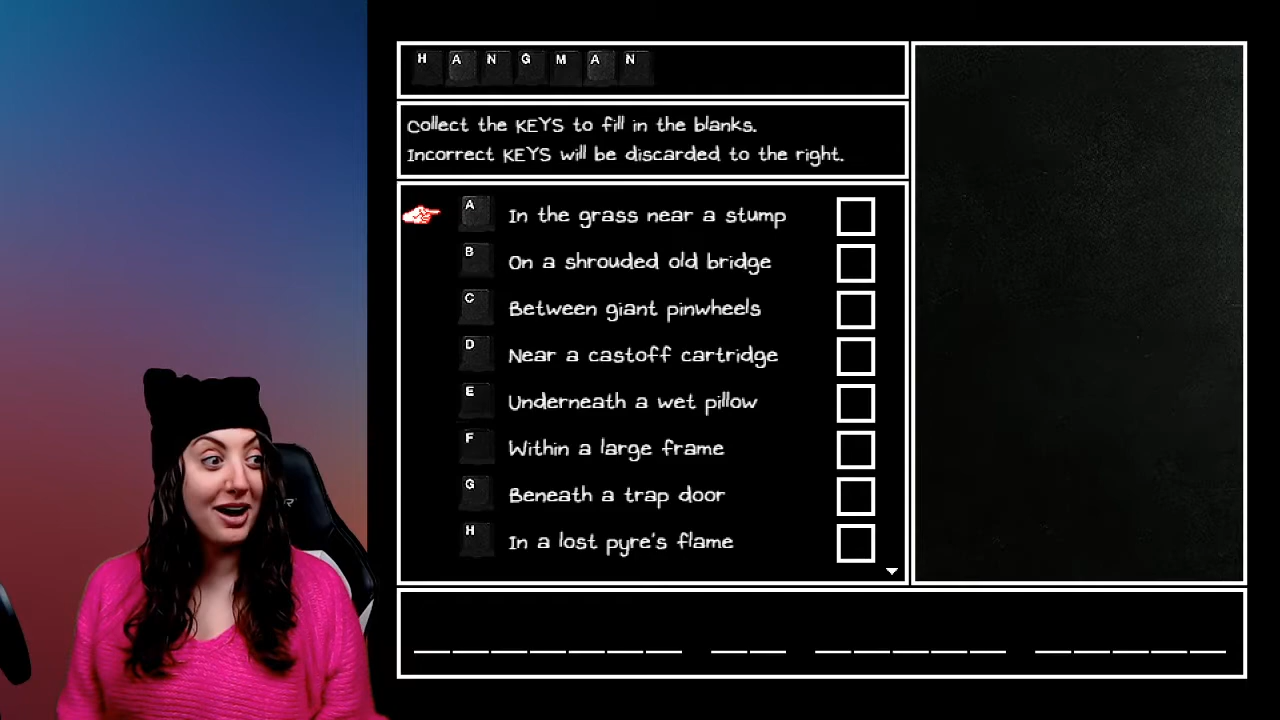 H A N G M A N
Collect the KEYS to fill in the blanks.
Incorrect KEYS will be discarded to the right.
A In the grass near a stump
B On a shrouded old bridge
C Between giant pinwheels
D Near a castoff cartridge
E Underneath a wet pillow
F Within a large frame
G Beneath a trap door
H In a lost pyre's flame